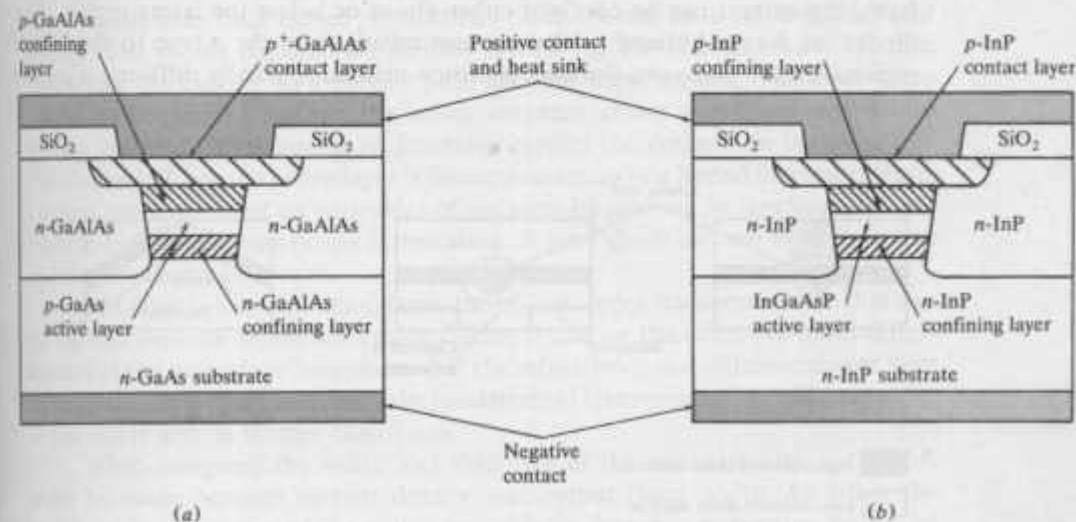 p-GaAlAs
confining
layer
p⁺-GaAlAs
contact layer
Positive contact
and heat sink
p-InP
confining layer
p-InP
contact layer
SiO₂
SiO₂
SiO₂
SiO₂
n-GaAlAs
n-GaAlAs
n-InP
n-InP
p-GaAs
active layer
n-GaAlAs
confining layer
InGaAsP
active layer
n-InP
confining layer
n-GaAs substrate
n-InP substrate
Negative
contact
(a)
(b)